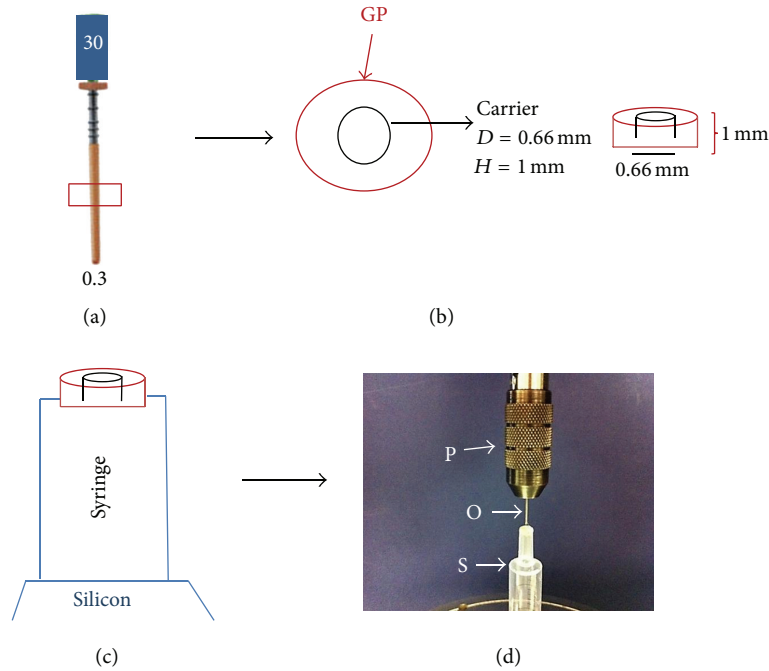 30
0.3
(a)
GP
Carrier
D = 0.66 mm
H = 1 mm
1 mm
0.66 mm
(b)
Syringe
Silicon
(c)
P
O
S
(d)